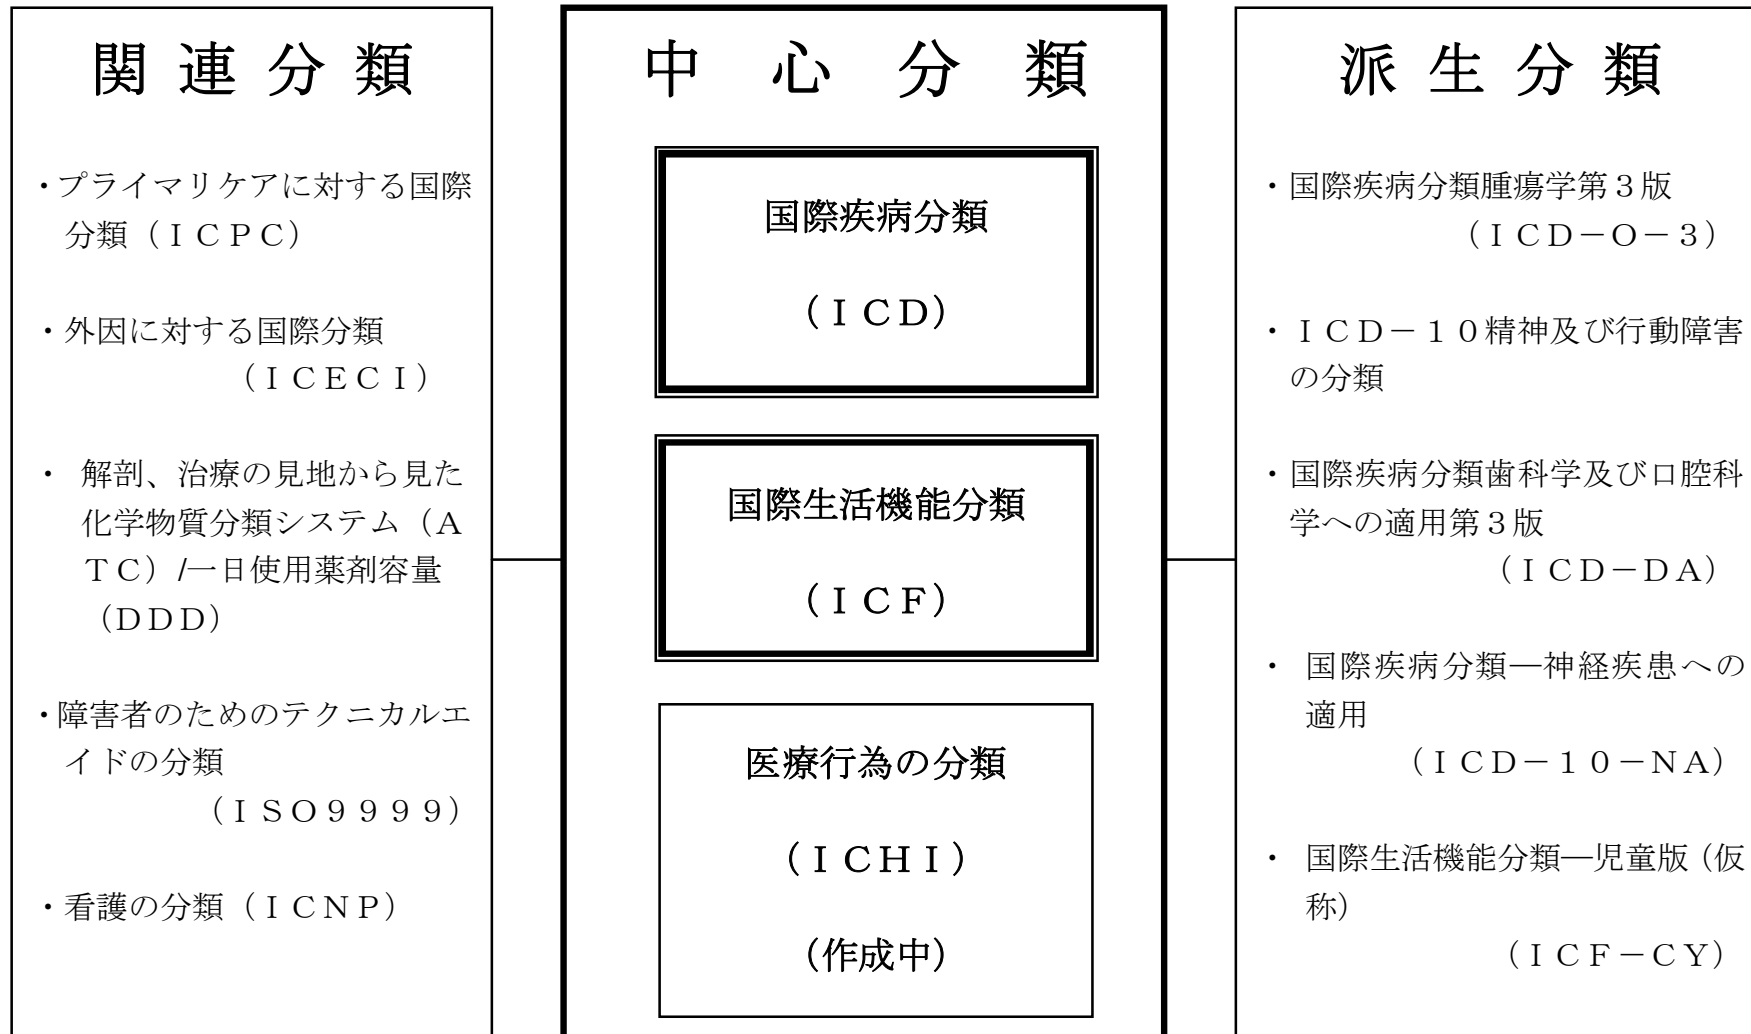 関連分類
・プライマリケアに対する国際
分類（ＩＣＰＣ）
・外因に対する国際分類
（ＩＣＥＣＩ）
・ 解剖、治療の見地から見た
化学物質分類システム（Ａ
ＴＣ）/一日使用薬剤容量
（ＤＤＤ）
・障害者のためのテクニカルエ
イドの分類
（ＩＳＯ９９９９）
・看護の分類（ＩＣＮＰ）
中心分類
国際疾病分類
（ＩＣＤ）
国際生活機能分類
（ＩＣＦ）
医療行為の分類
（ＩＣＨＩ）
（作成中）
派生分類
・国際疾病分類腫瘍学第３版
（ＩＣＤ－Ｏ－３）
・ＩＣＤ－１０精神及び行動障害
の分類
・国際疾病分類歯科学及び口腔科
学への適用第３版
（ＩＣＤ－ＤＡ）
・ 国際疾病分類―神経疾患への
適用
（ＩＣＤ－１０－ＮＡ）
・ 国際生活機能分類―児童版（仮
称）
（ＩＣＦ－ＣＹ）